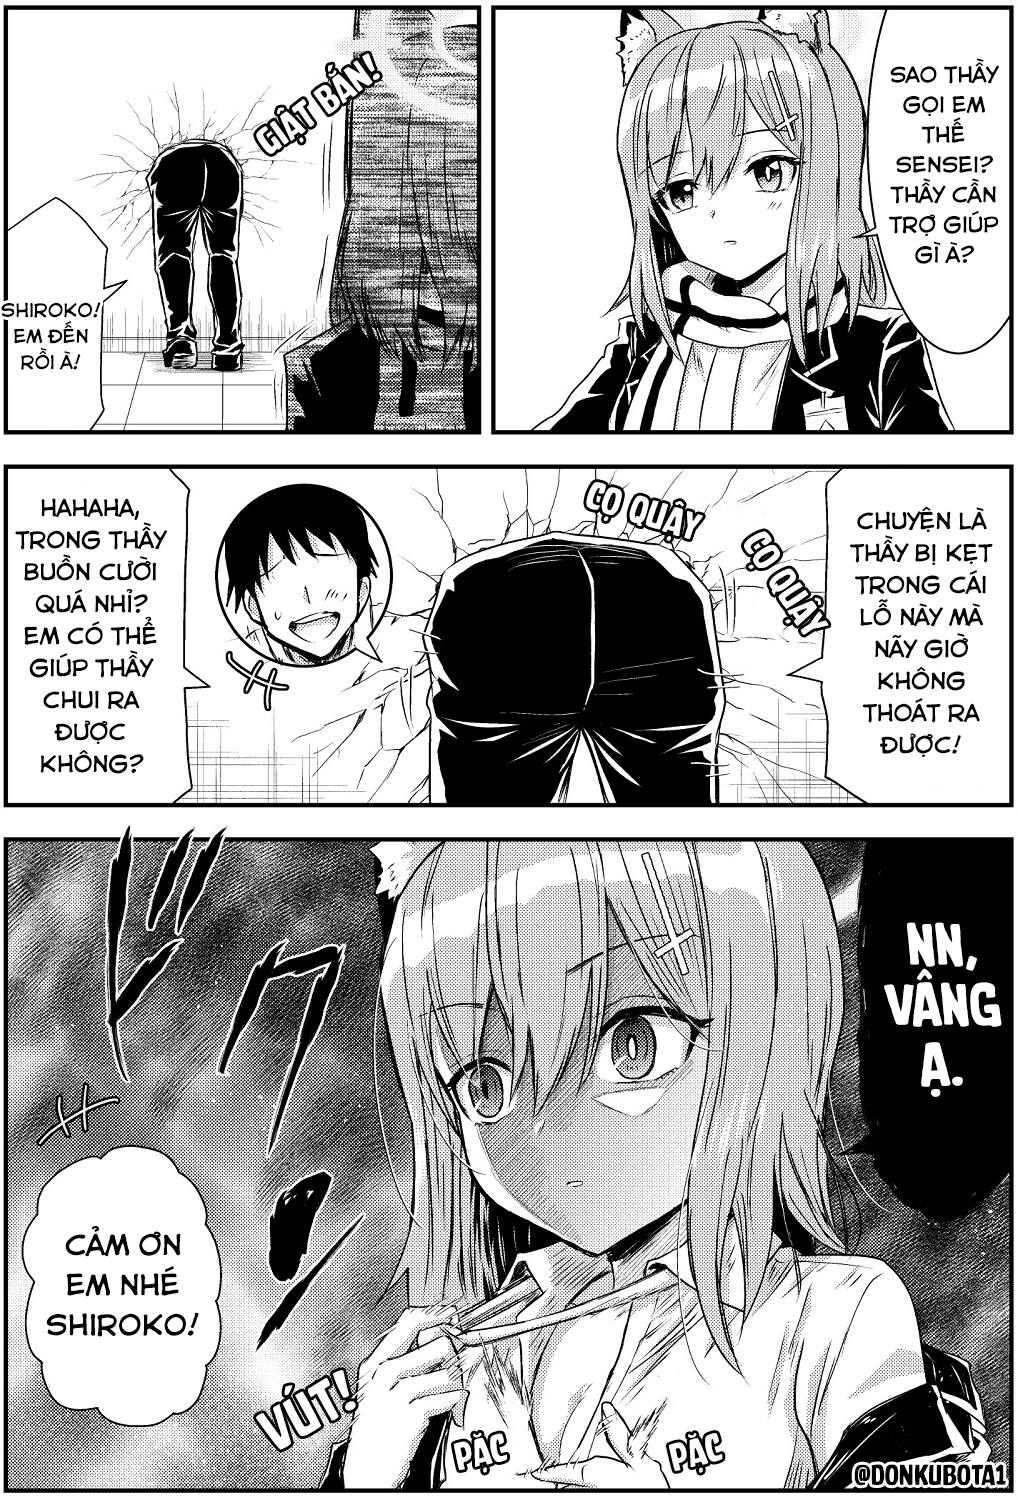 SAO THẦY
GỌI EM
THẾ
SENSEI?
THẦY CẦN
TRỢ GIÚP
GÌ À?
GIẬT BẮN!
SHIROKO!
EM ĐẾN
RỒI À!
CHUYỆN LÀ
THẦY BỊ KẸT
TRONG CÁI
LỖ NÀY MÀ
NÃY GIỜ
KHÔNG
THOÁT RA
ĐƯỢC!
CỌ QUẬY
CỌ QUẬY
HAHAHA,
TRONG THẦY
BUỒN CƯỜI
QUÁ NHỈ?
EM CÓ THỂ
GIÚP THẦY
CHUI RA
ĐƯỢC
KHÔNG?
NN,
VÂNG
Ạ.
ドクン
CẢM ƠN
EM NHÉ
SHIROKO!
VÚT!
PẶC
PẶC
@DONKUBOTA1